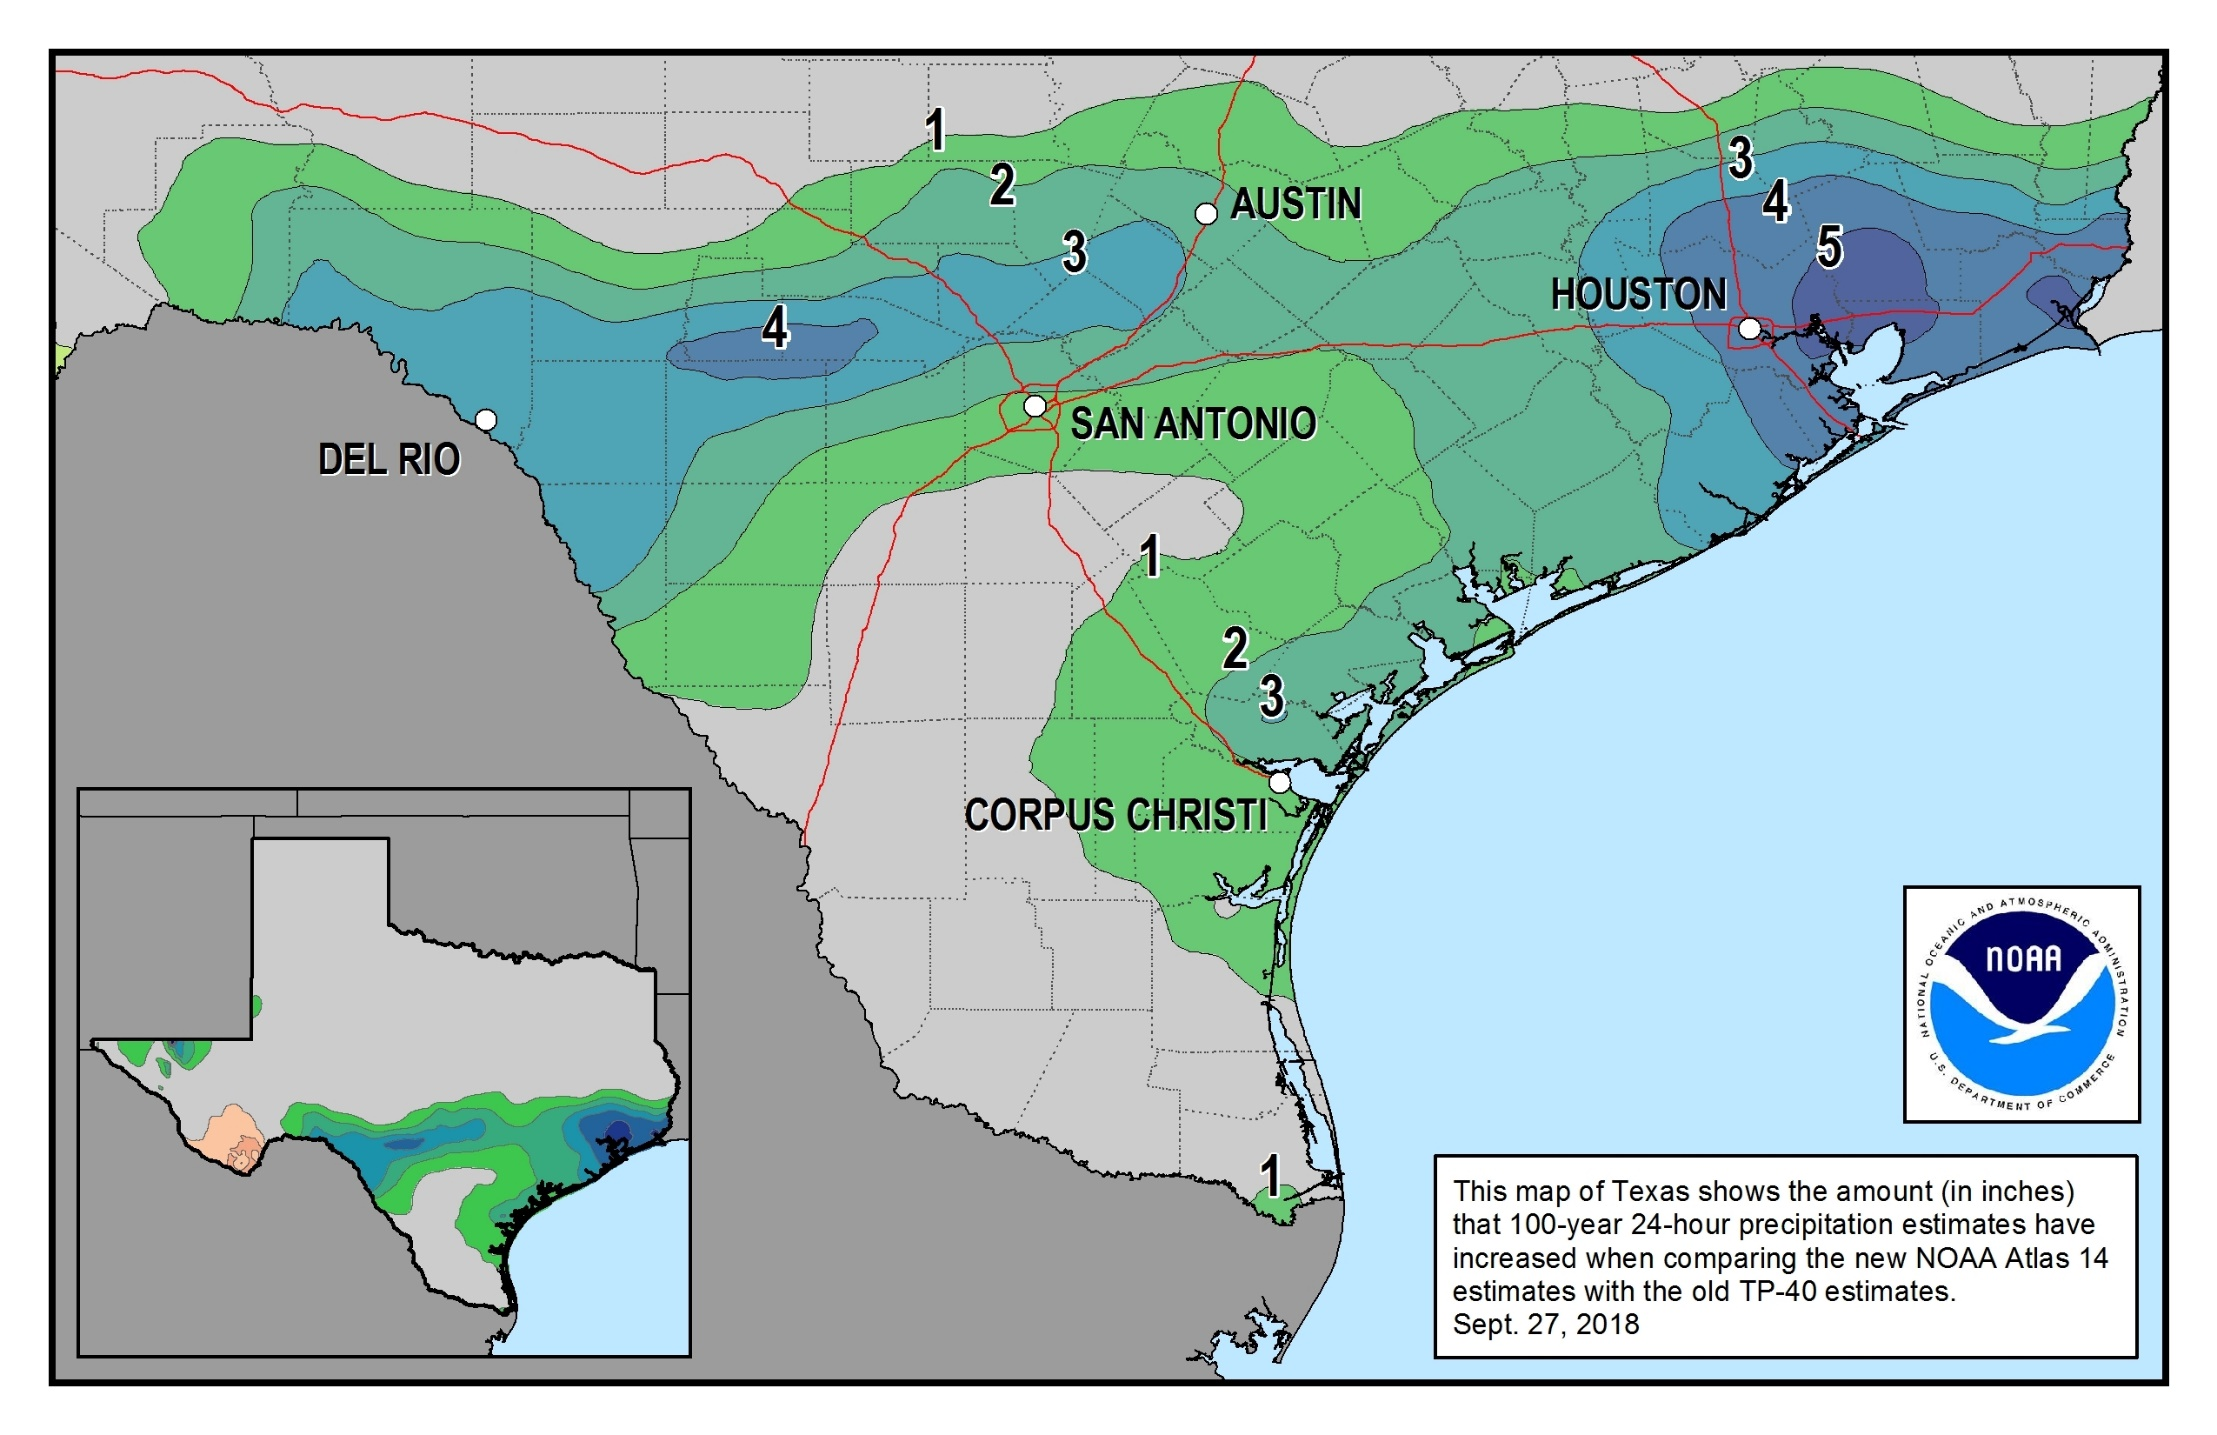 1
2
3
4
3
4
5
AUSTIN
HOUSTON
DEL RIO
SAN ANTONIO
1
2
3
CORPUS CHRISTI
1
NATIONAL OCEANIC AND ATMOSPHERIC ADMINISTRATION
NOAA
U.S. DEPARTMENT OF COMMERCE
This map of Texas shows the amount (in inches)
that 100-year 24-hour precipitation estimates have
increased when comparing the new NOAA Atlas 14
estimates with the old TP-40 estimates.
Sept. 27, 2018